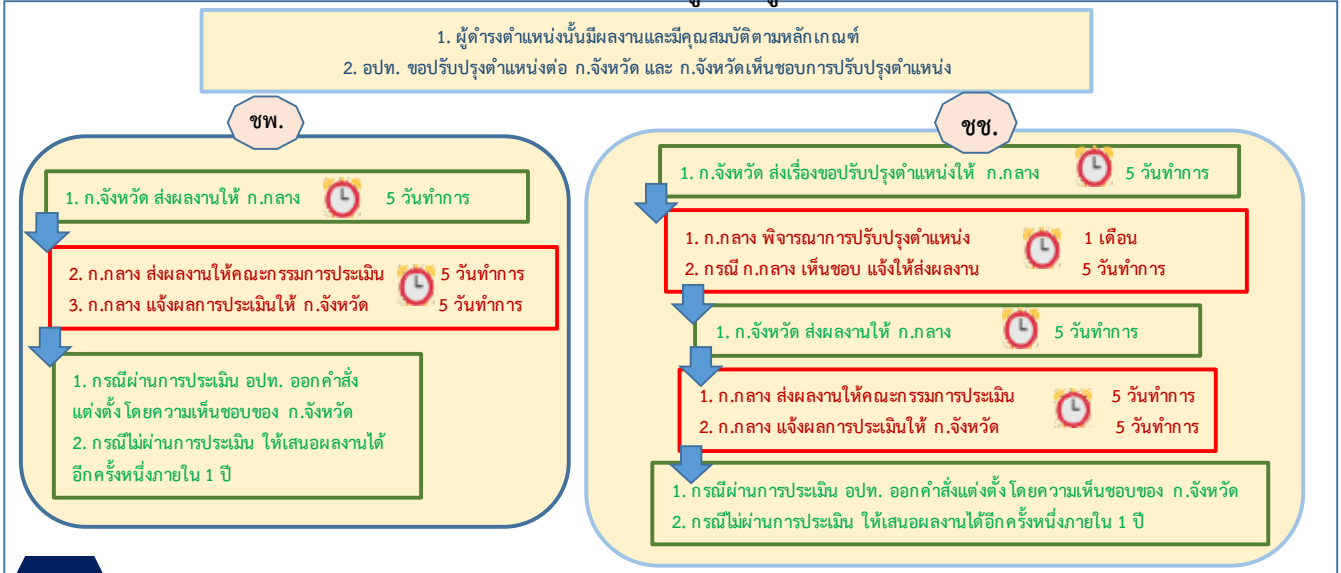 1. ผู้ดำรงตำแหน่งนั้นมีผลงานและมีคุณสมบัติตามหลักเกณฑ์
2. อปท. ขอปรับปรุงตำแหน่งต่อ ก.จังหวัด และ ก.จังหวัดเห็นชอบการปรับปรุงตำแหน่ง
ชพ.
1. ก.จังหวัด ส่งผลงานให้ ก.กลาง 5 วันทำการ
2. ก.กลาง ส่งผลงานให้คณะกรรมการประเมิน 5 วันทำการ
3. ก.กลาง แจ้งผลการประเมินให้ ก.จังหวัด 5 วันทำการ
1. กรณีผ่านการประเมิน อปท. ออกคำสั่ง
แต่งตั้ง โดยความเห็นชอบของ ก.จังหวัด
2. กรณีไม่ผ่านการประเมิน ให้เสนอผลงานได้
อีกครั้งหนึ่งภายใน 1 ปี
ชช.
1. ก.จังหวัด ส่งเรื่องขอปรับปรุงตำแหน่งให้ ก.กลาง 5 วันทำการ
1. ก.กลาง พิจารณาการปรับปรุงตำแหน่ง 1 เดือน
2. กรณี ก.กลาง เห็นชอบ แจ้งให้ส่งผลงาน 5 วันทำการ
1. ก.จังหวัด ส่งผลงานให้ ก.กลาง 5 วันทำการ
1. ก.กลาง ส่งผลงานให้คณะกรรมการประเมิน 5 วันทำการ
2. ก.กลาง แจ้งผลการประเมินให้ ก.จังหวัด 5 วันทำการ
1. กรณีผ่านการประเมิน อปท. ออกคำสั่งแต่งตั้ง โดยความเห็นชอบของ ก.จังหวัด
2. กรณีไม่ผ่านการประเมิน ให้เสนอผลงานได้อีกครั้งหนึ่งภายใน 1 ปี